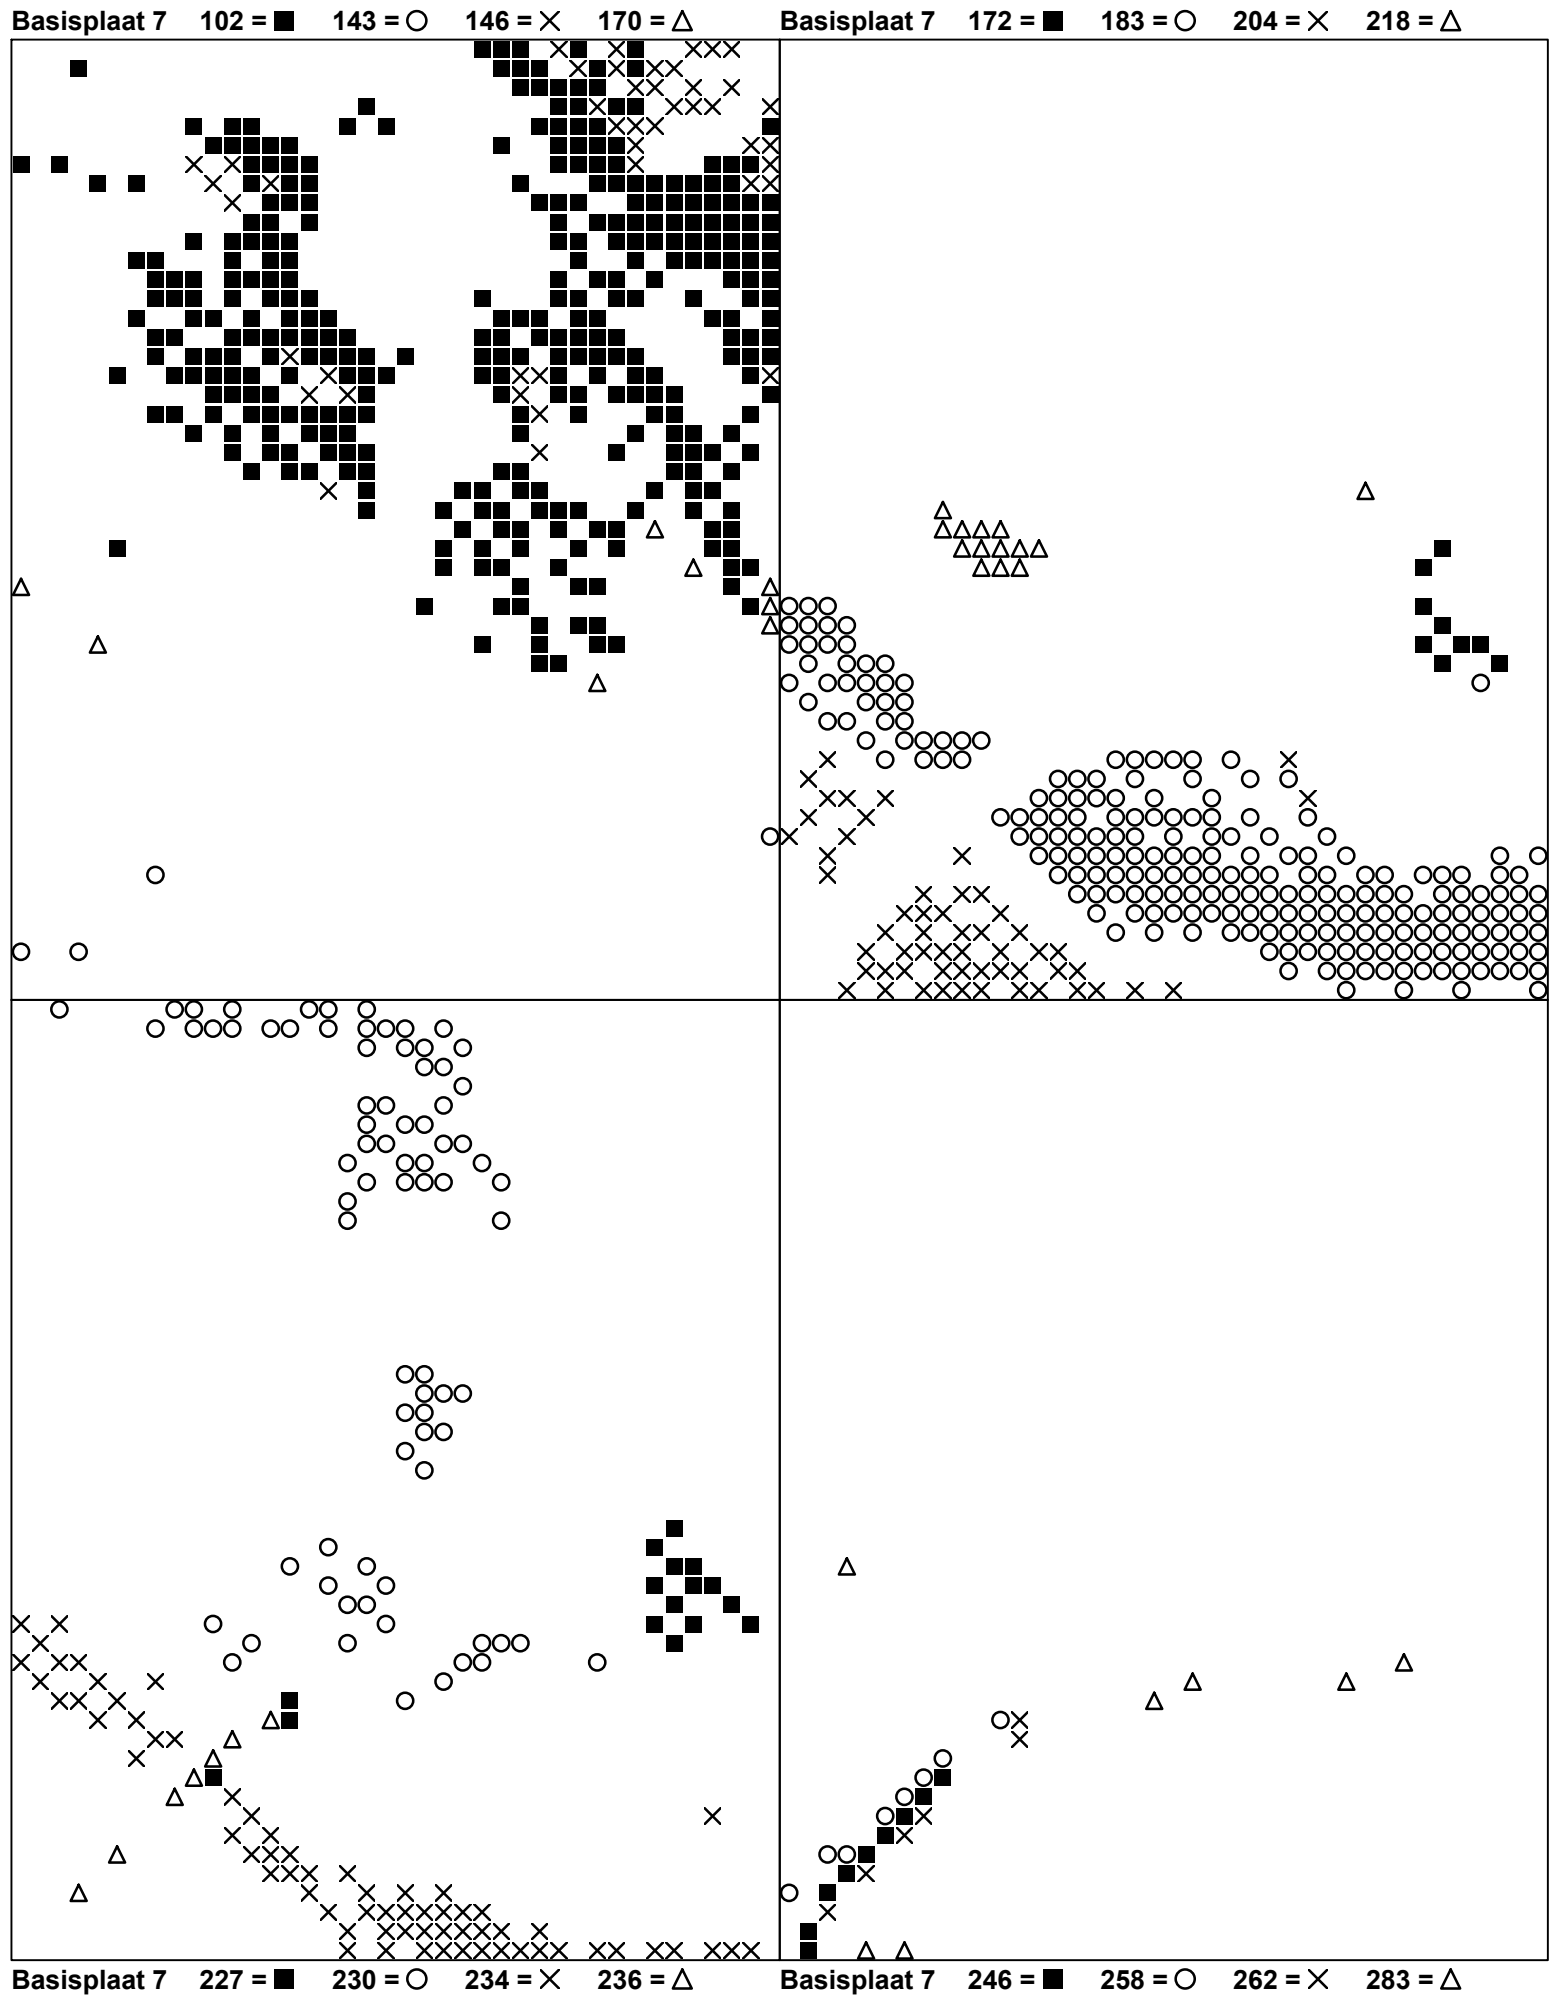 Basisplaat 7 102 = ■ 143 = ○ 146 = × 170 = △
Basisplaat 7 172 = ■ 183 = ○ 204 = × 218 = △
Basisplaat 7 227 = ■ 230 = ○ 234 = × 236 = △
Basisplaat 7 246 = ■ 258 = ○ 262 = × 283 = △